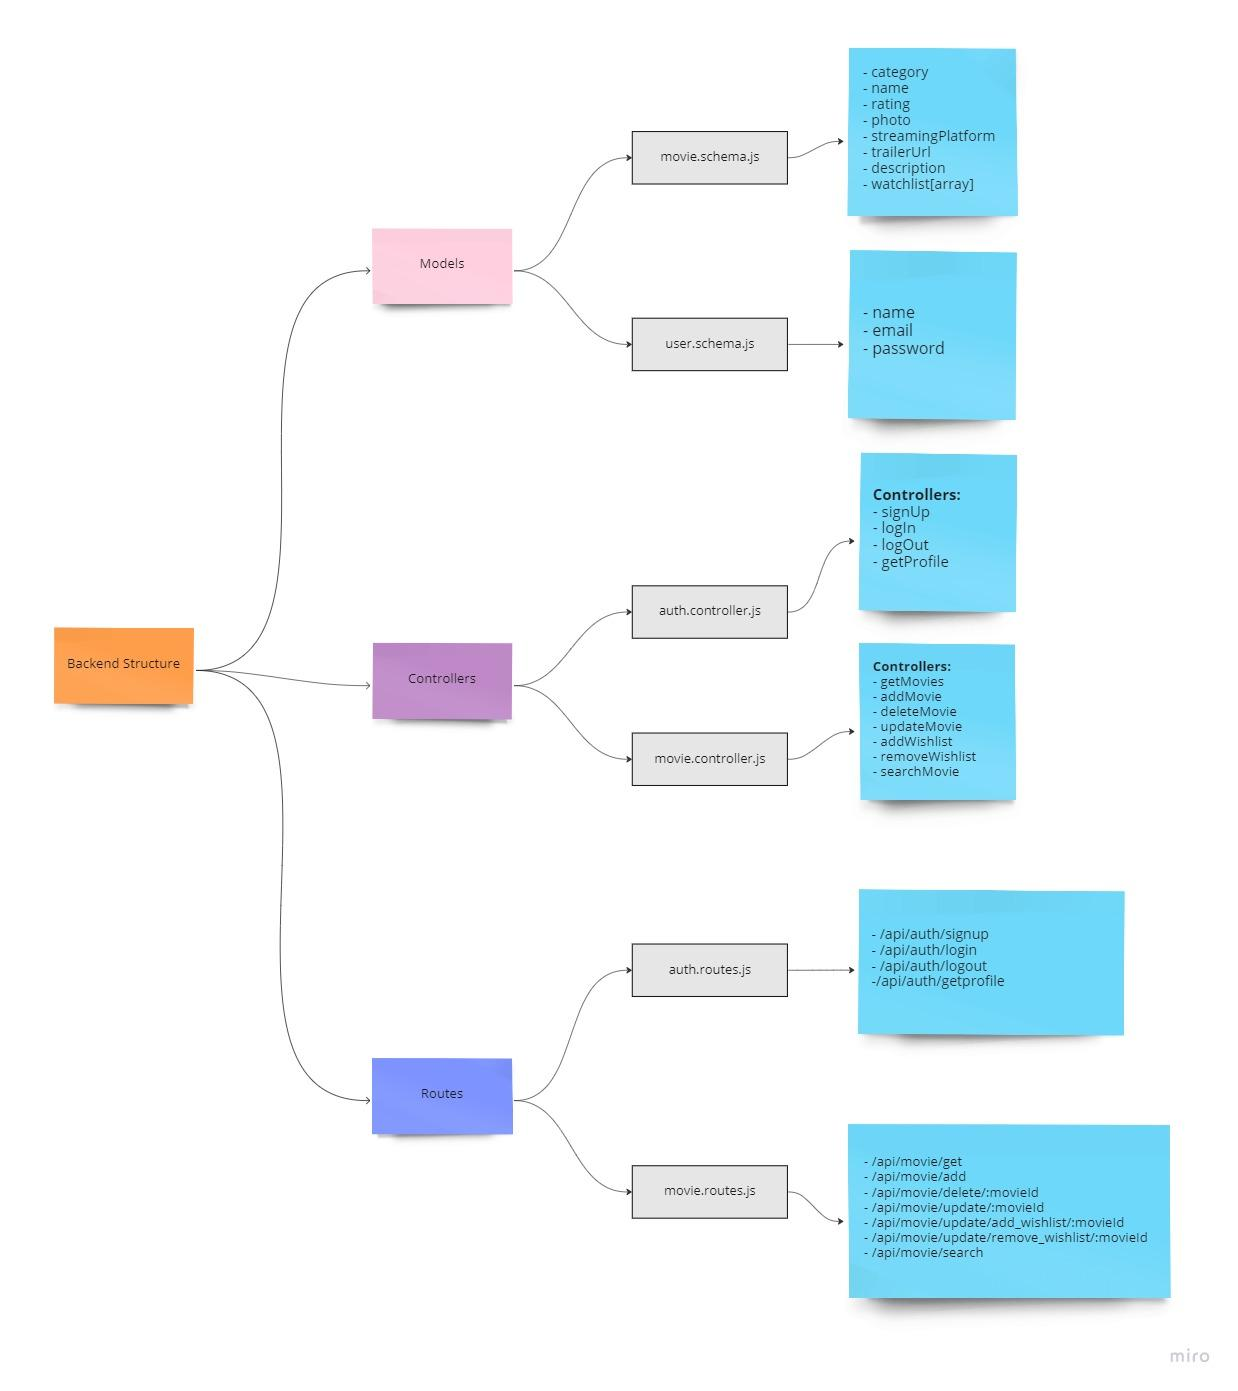 Backend Structure
Models
movie.schema.js
- category
- name
- rating
- photo
- streamingPlatform
- trailerUrl
- description
- watchlist[array]
user.schema.js
- name
- email
- password
Controllers
auth.controller.js
Controllers:
- signUp
- logIn
- logOut
- getProfile
movie.controller.js
Controllers:
- getMovies
- addMovie
- deleteMovie
- updateMovie
- addWishlist
- removeWishlist
- searchMovie
Routes
auth.routes.js
- /api/auth/signup
- /api/auth/login
- /api/auth/logout
-/api/auth/getprofile
movie.routes.js
- /api/movie/get
- /api/movie/add
- /api/movie/delete/:movieId
- /api/movie/update/:movieId
- /api/movie/update/add_wishlist/:movieId
- /api/movie/update/remove_wishlist/:movieId
- /api/movie/search
miro